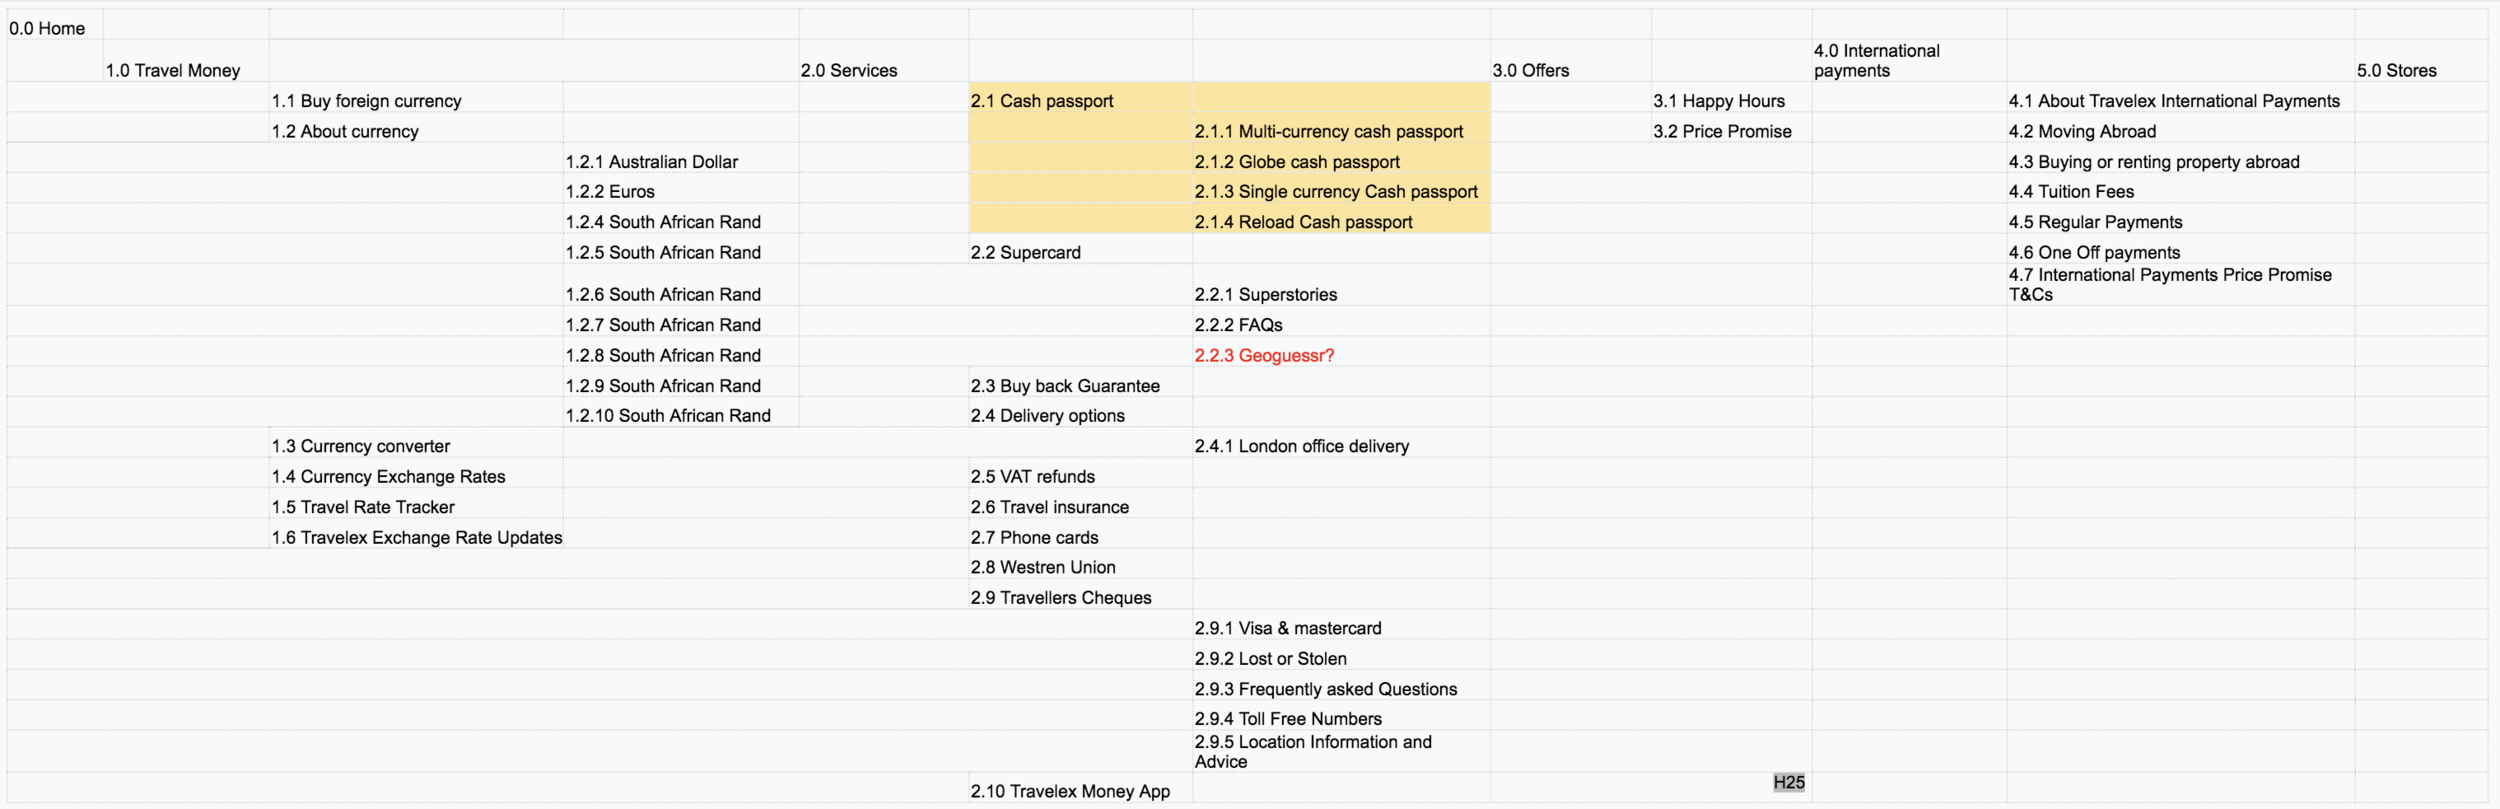 0.0 Home
1.0 Travel Money
2.0 Services
3.0 Offers
4.0 International
payments
5.0 Stores
1.1 Buy foreign currency
2.1 Cash passport
3.1 Happy Hours
4.1 About Travelex International Payments
1.2 About currency
2.1.1 Multi-currency cash passport
3.2 Price Promise
4.2 Moving Abroad
1.2.1 Australian Dollar
2.1.2 Globe cash passport
4.3 Buying or renting property abroad
1.2.2 Euros
2.1.3 Single currency Cash passport
4.4 Tuition Fees
1.2.4 South African Rand
2.1.4 Reload Cash passport
4.5 Regular Payments
1.2.5 South African Rand
2.2 Supercard
4.6 One Off payments
1.2.6 South African Rand
2.2.1 Superstories
4.7 International Payments Price Promise
T&Cs
1.2.7 South African Rand
2.2.2 FAQs
1.2.8 South African Rand
2.2.3 Geoguessr?
1.2.9 South African Rand
2.3 Buy back Guarantee
1.2.10 South African Rand
2.4 Delivery options
1.3 Currency converter
2.4.1 London office delivery
1.4 Currency Exchange Rates
2.5 VAT refunds
1.5 Travel Rate Tracker
2.6 Travel insurance
1.6 Travelex Exchange Rate Updates
2.7 Phone cards
2.8 Westren Union
2.9 Travellers Cheques
2.9.1 Visa & mastercard
2.9.2 Lost or Stolen
2.9.3 Frequently asked Questions
2.9.4 Toll Free Numbers
2.9.5 Location Information and
Advice
2.10 Travelex Money App
H25